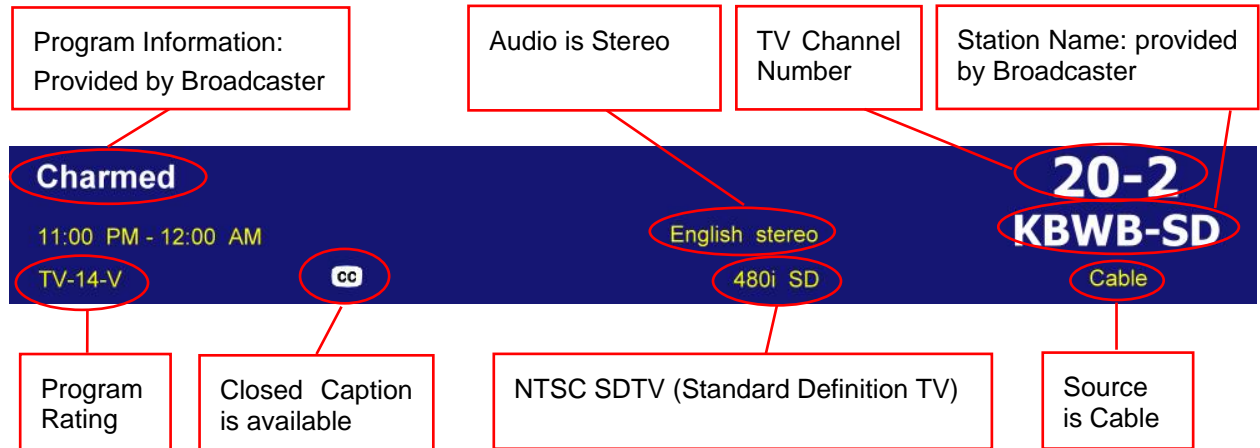 Program Information:
Provided by Broadcaster
Audio is Stereo
TV Channel
Number
Station Name: provided
by Broadcaster
Charmed
20-2
KBWB-SD
11:00 PM - 12:00 AM
English stereo
TV-14-V
CC
480i SD
Cable
Program
Rating
Closed Caption
is available
NTSC SDTV (Standard Definition TV)
Source
is Cable